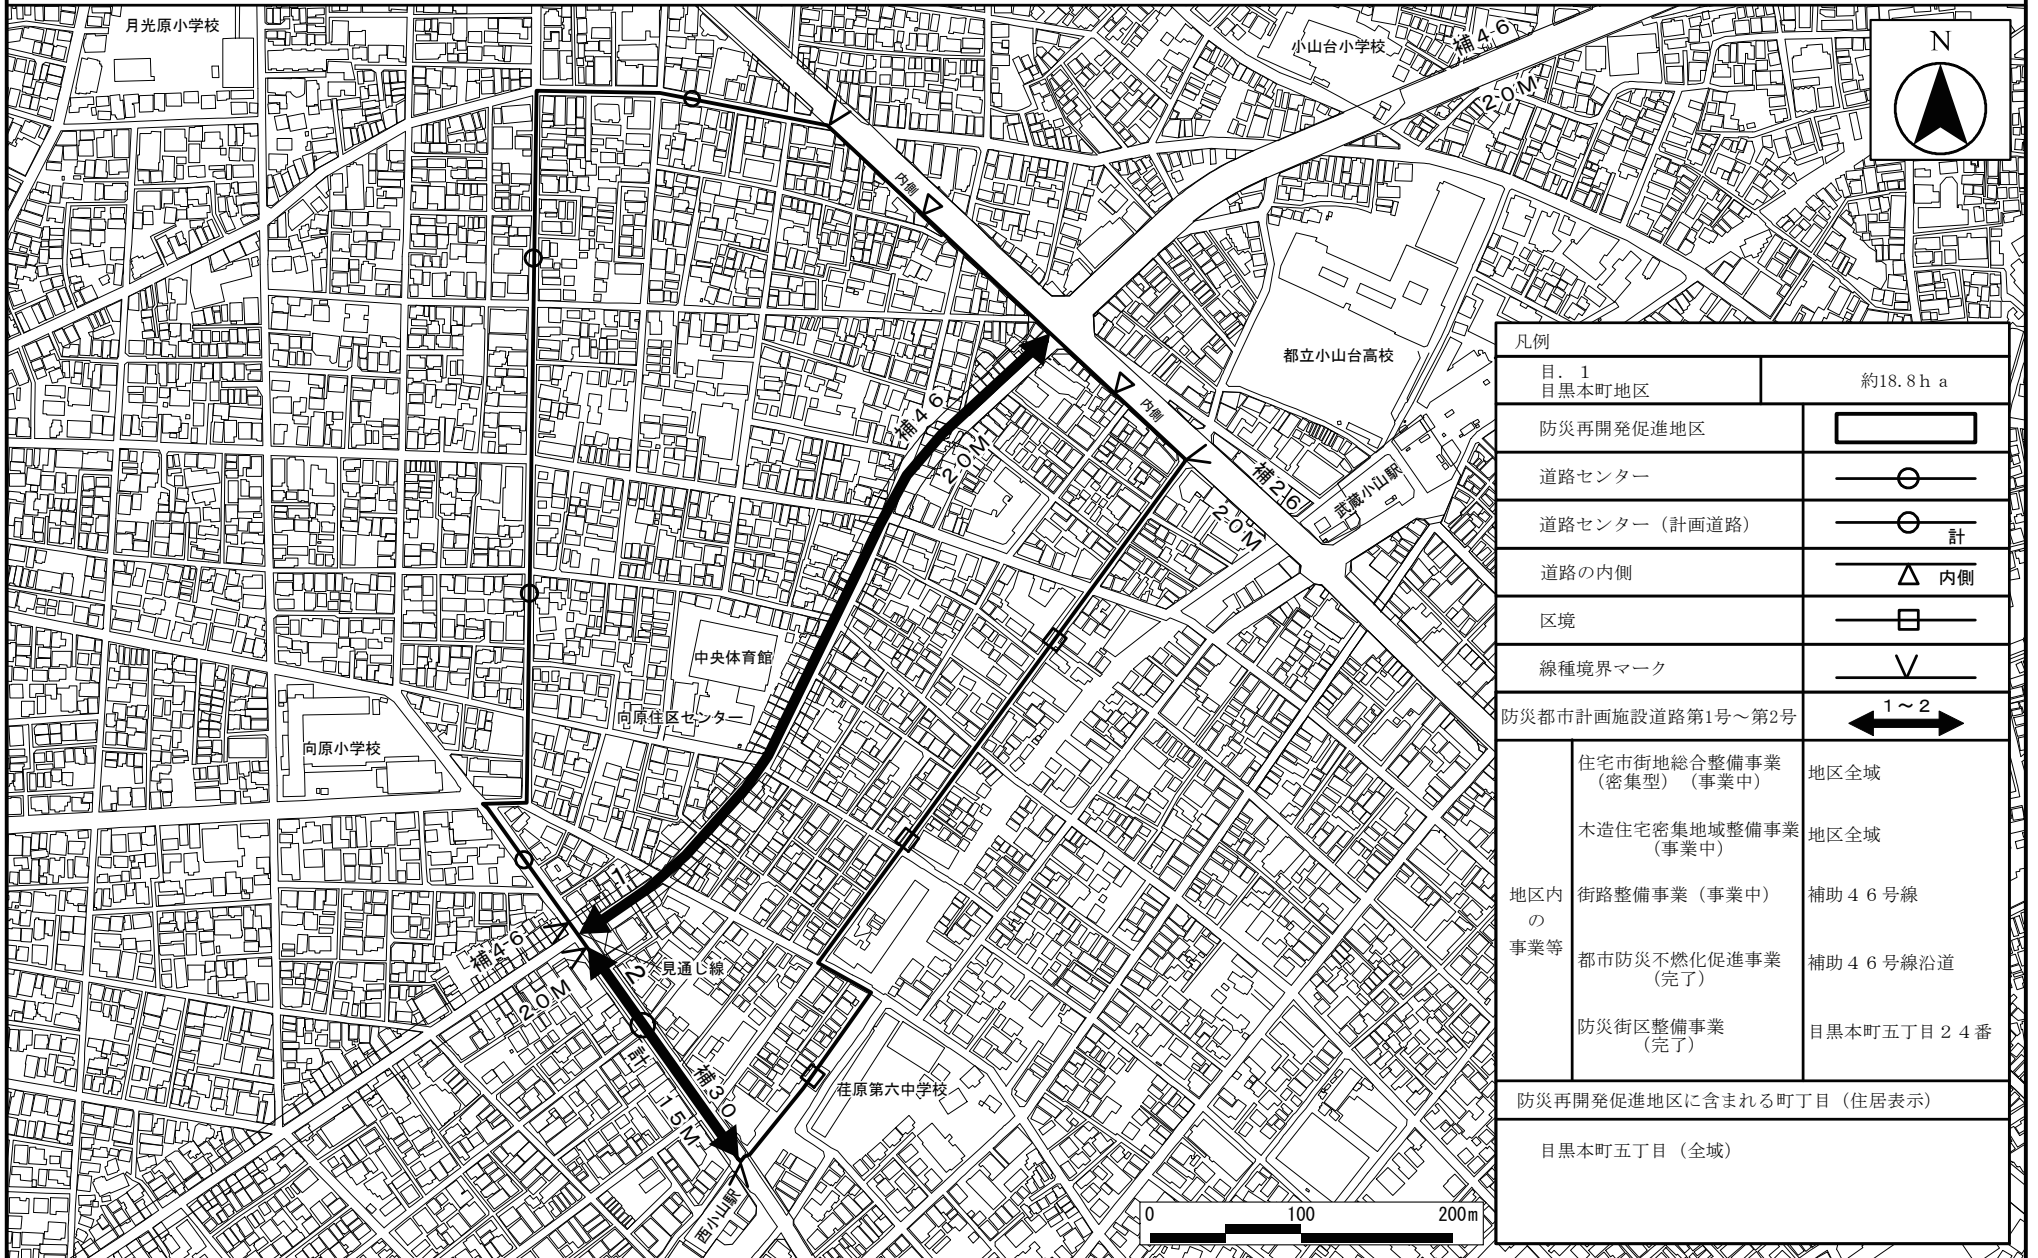 月光原小学校
小山台小学校
補46
20M
N
内側
都立小山台高校
補46
20M
内側
補26
20M
武蔵小山駅
中央体育館
向原住区センター
向原小学校
1
補46
20M
2
見通し線
計
補30
15M
荏原第六中学校
西小山駅
0 100 200m
凡例
目．1
目黒本町地区
約18.8ｈａ
防災再開発促進地区
道路センター
道路センター（計画道路）
計
道路の内側
内側
区境
線種境界マーク
防災都市計画施設道路第1号～第2号
1～2
地区内
の
事業等
住宅市街地総合整備事業
（密集型）（事業中）
地区全域
木造住宅密集地域整備事業
（事業中）
地区全域
街路整備事業（事業中）
補助４６号線
都市防災不燃化促進事業
（完了）
補助４６号線沿道
防災街区整備事業
（完了）
目黒本町五丁目２４番
防災再開発促進地区に含まれる町丁目（住居表示）
目黒本町五丁目（全域）